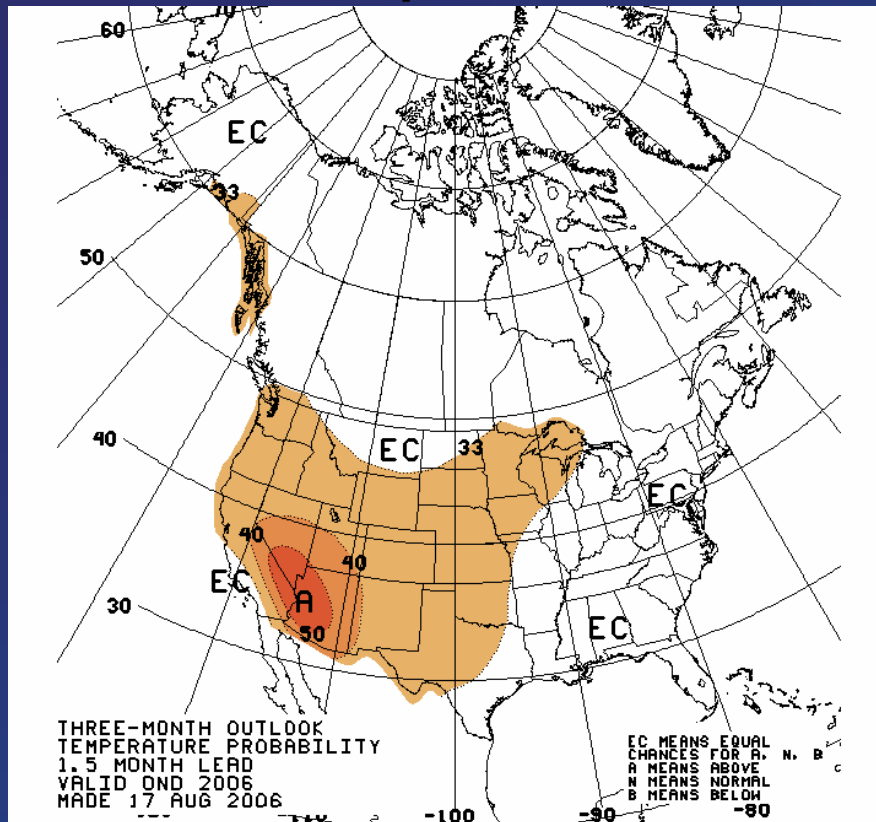 60
70
EC
33
50
EC
33
40
EC
40
40
EC
A
30
50
EC
THREE-MONTH OUTLOOK
TEMPERATURE PROBABILITY
1.5 MONTH LEAD
VALID OND 2006
MADE 17 AUG 2006
EC MEANS EQUAL
CHANCES FOR A, N, B
A MEANS ABOVE
N MEANS NORMAL
B MEANS BELOW
-100
-90
-80